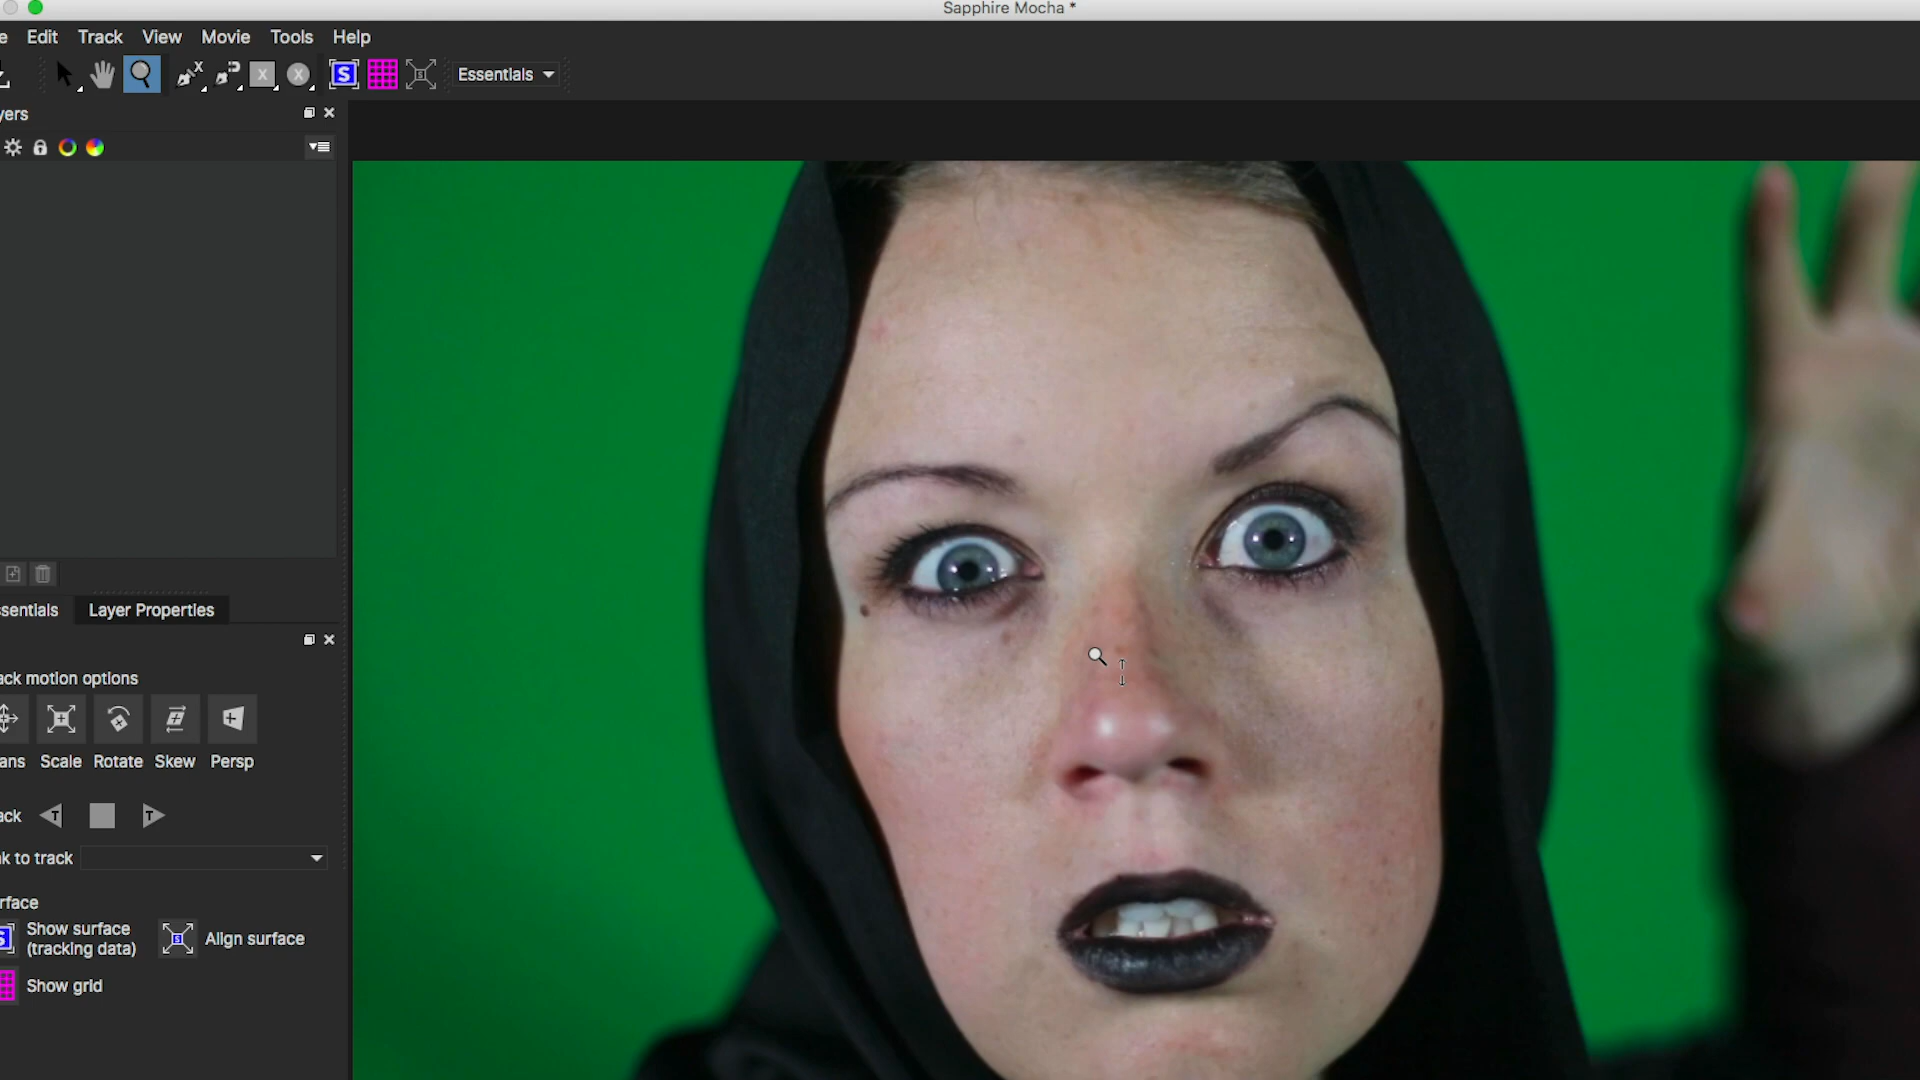 Sapphire Mocha *
e Edit Track View Movie Tools Help
S Essentials
yers
ssentials Layer Properties
ack motion options
ans Scale Rotate Skew Persp
ack T T
k to track
rface
S Show surface
(tracking data)
S Align surface
Show grid